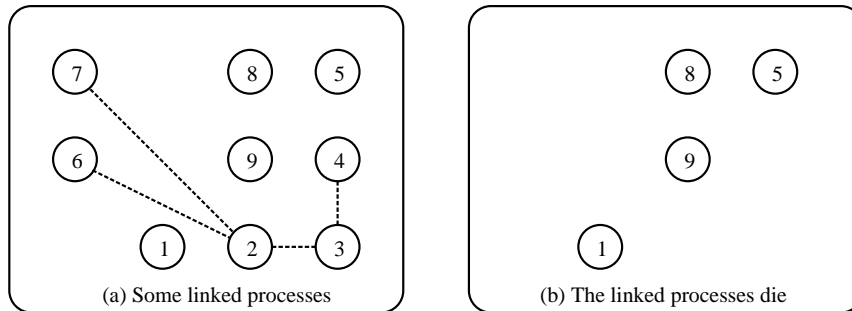 7 8 5
6 9 4
1 2 3
(a) Some linked processes
8 5
9
1
(b) The linked processes die